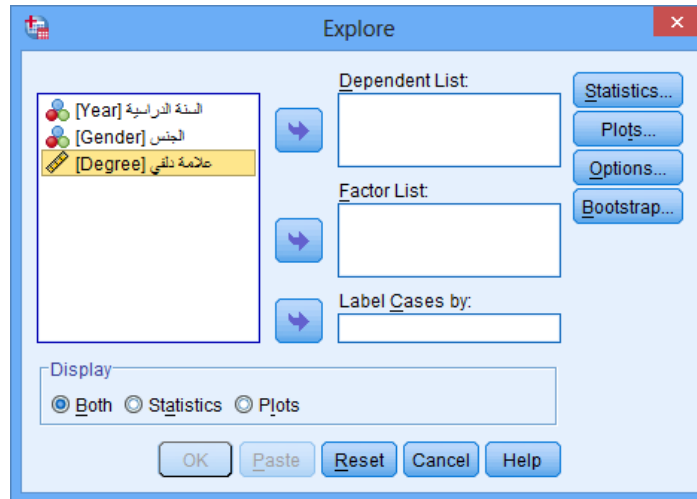 Explore
السنة الدراسية [Year]
الجنس [Gender]
علامة دلفي [Degree]
Dependent List:
Factor List:
Label Cases by:
Statistics...
Plots...
Options...
Bootstrap...
Display
Both Statistics Plots
OK Paste Reset Cancel Help